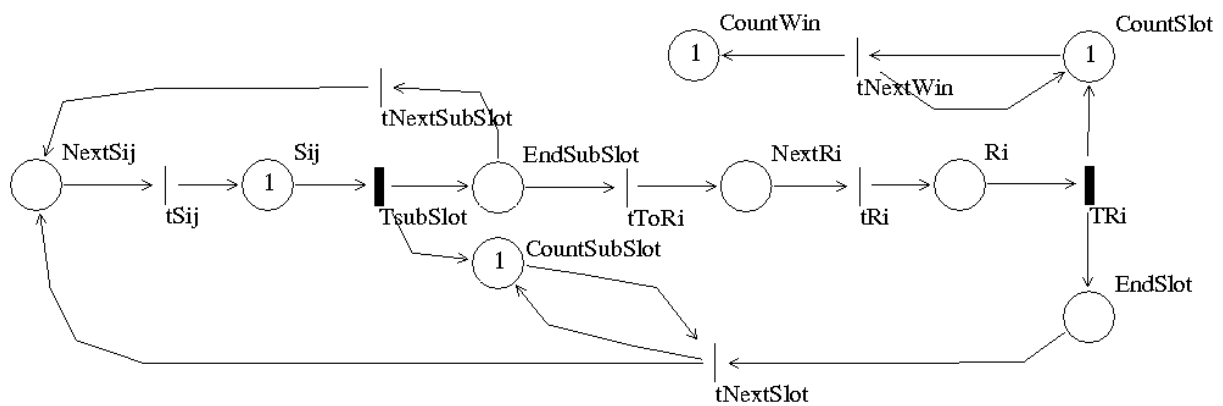 CountWin
CountSlot
1
1
tNextWin
tNextSubSlot
NextSij
Sij
EndSubSlot
NextRi
Ri
1
tSij
TsubSlot
tToRi
tRi
TRi
CountSubSlot
1
EndSlot
tNextSlot